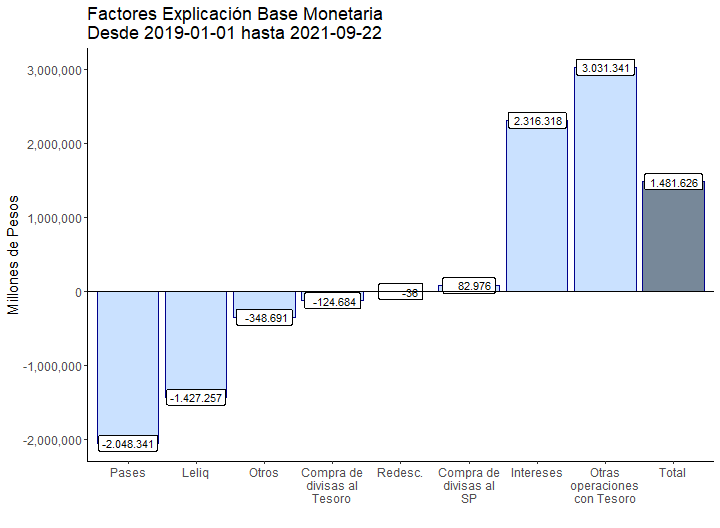 Factores Explicación Base Monetaria
Desde 2019-01-01 hasta 2021-09-22
Millones de Pesos
3,000,000
2,000,000
1,000,000
0
-1,000,000
-2,000,000
-2.048.341
-1.427.257
-348.691
-124.684
-36
82.976
2.316.318
3.031.341
1.481.626
Pases
Leliq
Otros
Compra de
divisas al
Tesoro
Redesc.
Compra de
divisas al
SP
Intereses
Otras
operaciones
con Tesoro
Total